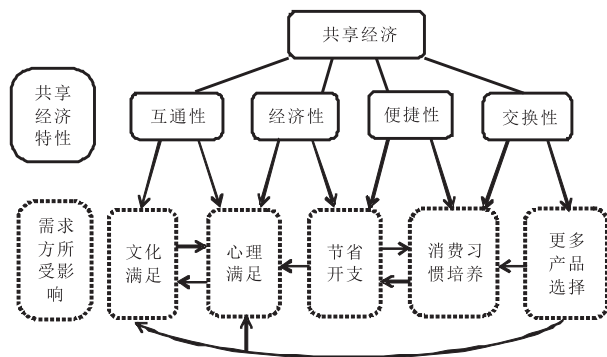 共享经济
共享
经济
特性
互通性
经济性
便捷性
交换性
需求
方所
受影
响
文化
满足
心理
满足
节省
开支
消费习
惯培养
更多
产品
选择